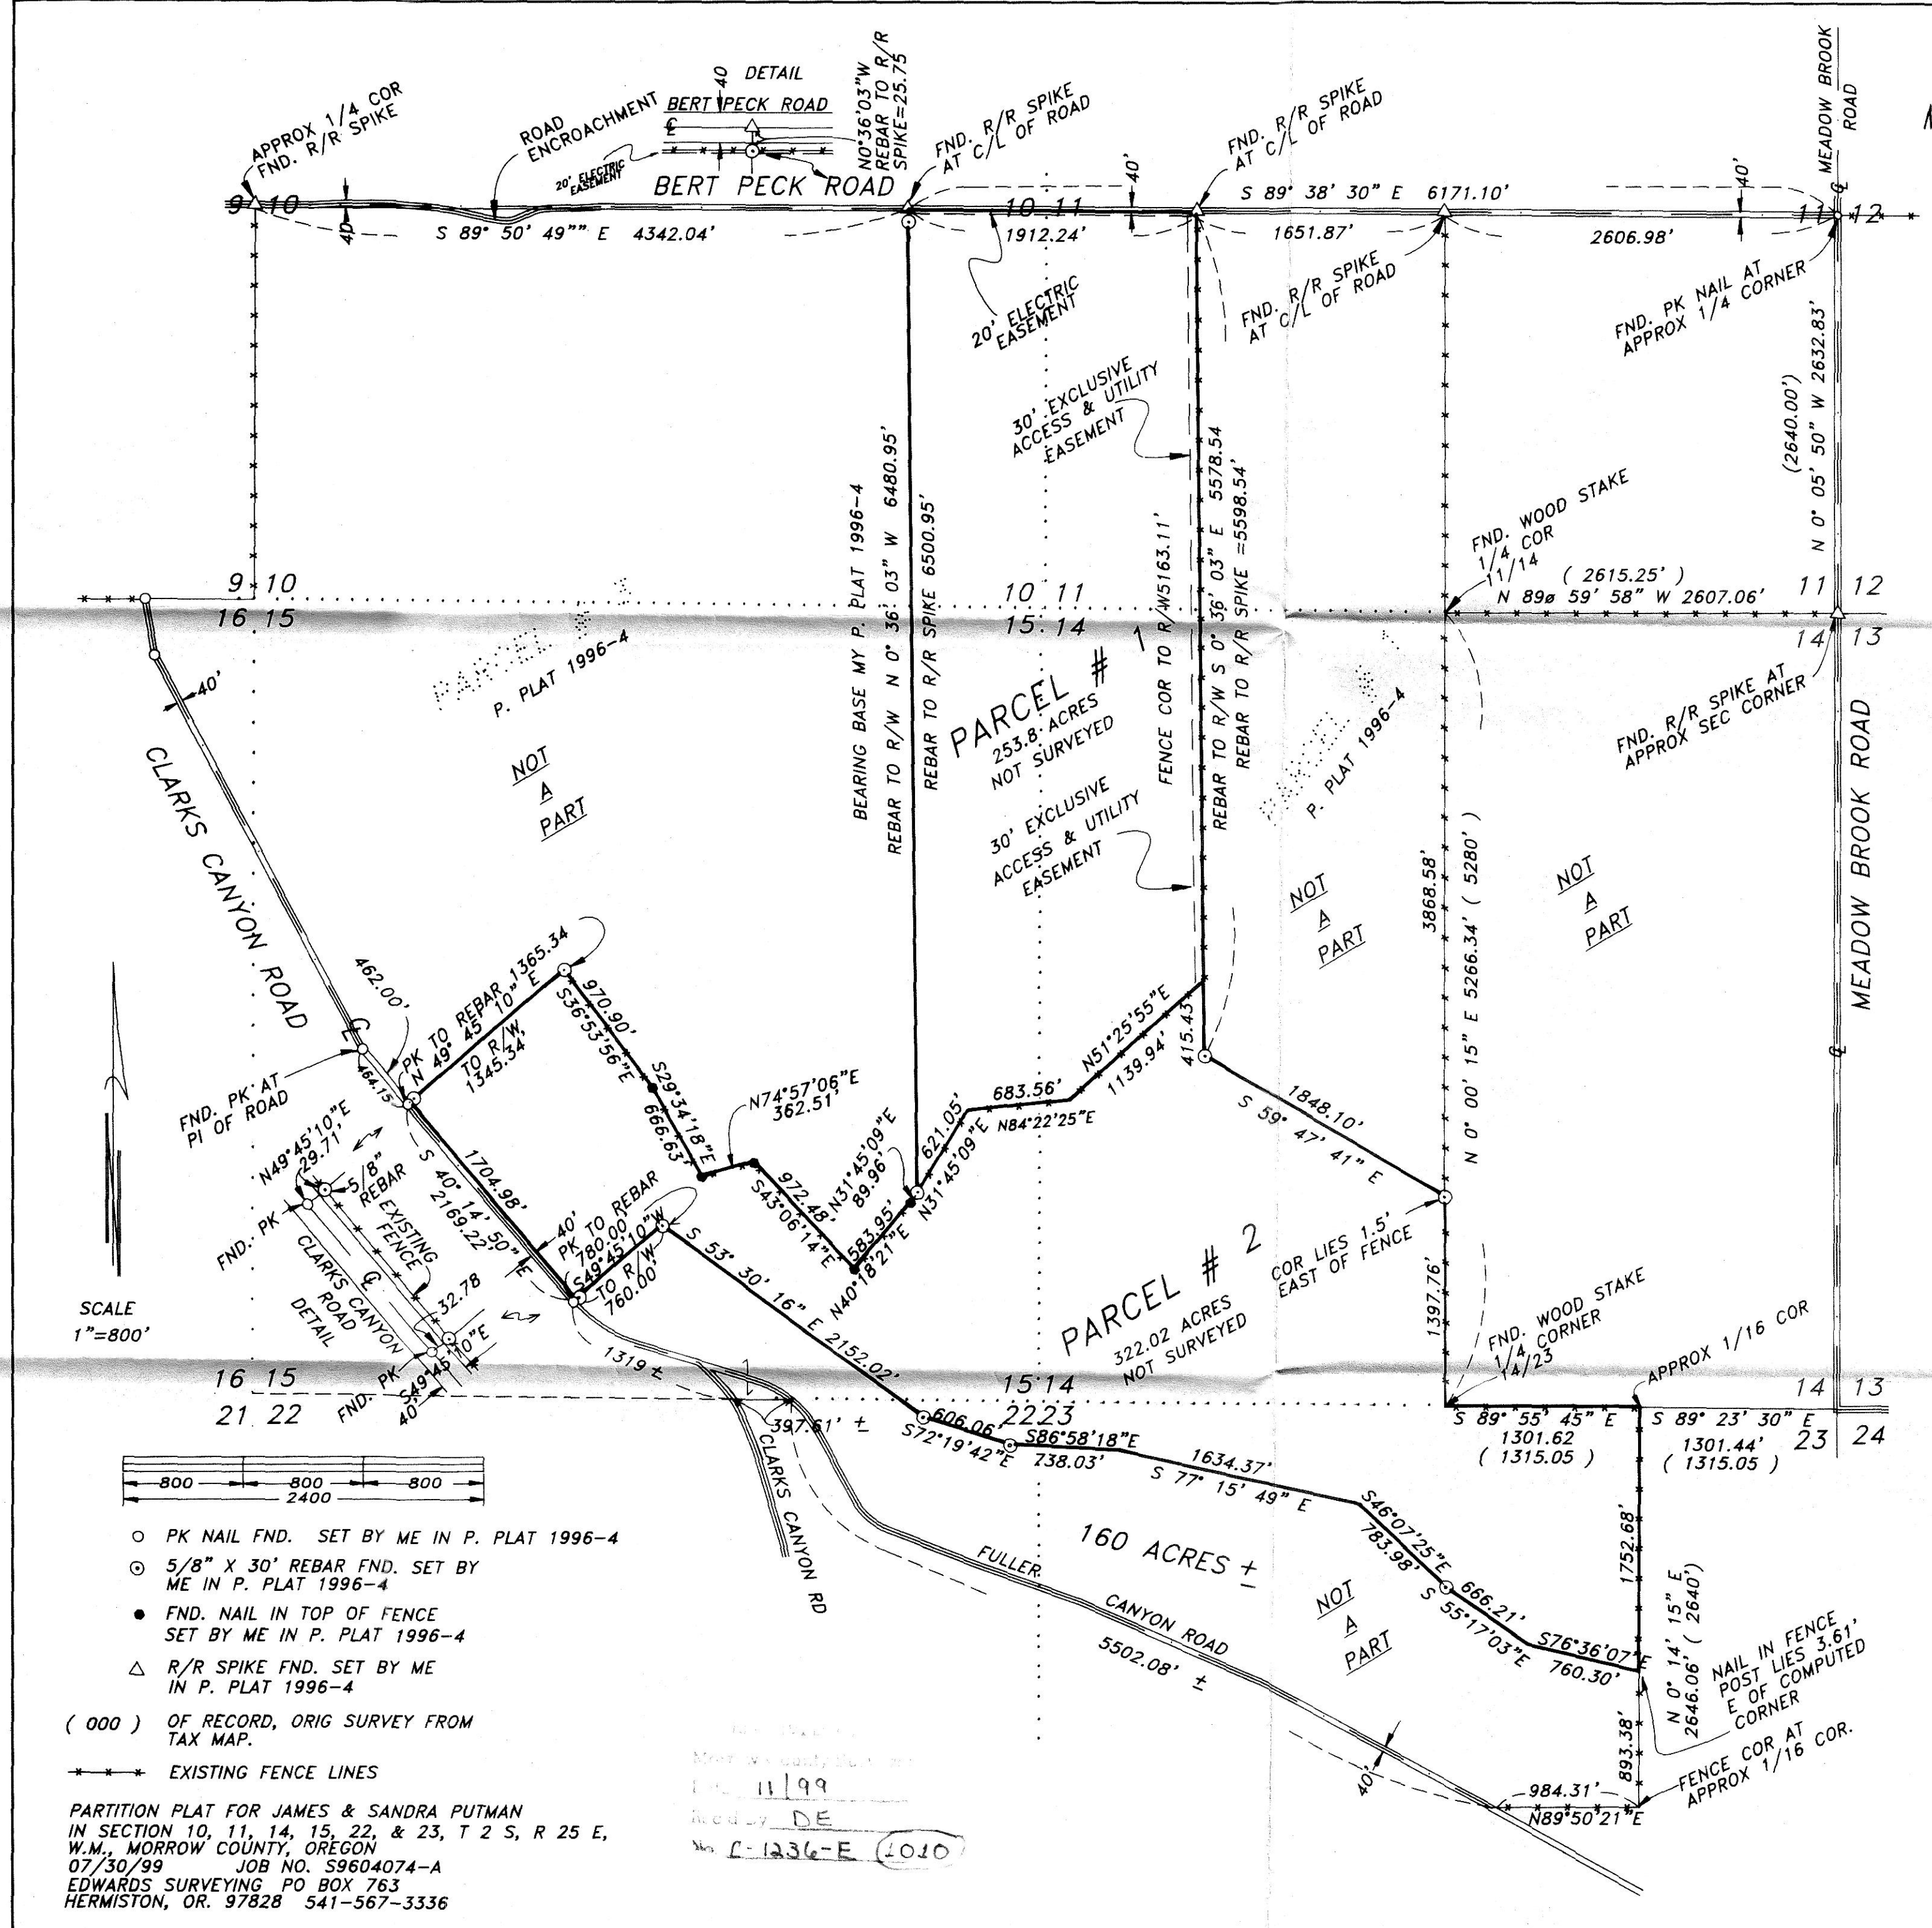 MEADOW BROOK
ROAD
DETAIL
40
BERT PECK ROAD
20' ELECTRIC
EASEMENT
N0°36'03"W
REBAR TO R/R
SPIKE=25.75
APPROX 1/4 COR
FND. R/R SPIKE
ROAD
ENCROACHMENT
FND. R/R SPIKE
AT C/L OF ROAD
FND. R/R SPIKE
AT C/L OF ROAD
BERT PECK ROAD
40'
S 89° 38' 30" E 6171.10'
40'
9 10
10 11
11 12
40
S 89° 50' 49"" E 4342.04'
1912.24'
1651.87'
2606.98'
20' ELECTRIC
EASEMENT
FND. R/R SPIKE
AT C/L OF ROAD
FND. PK NAIL AT
APPROX 1/4 CORNER
(2640.00')
N 0° 05' 50" W 2632.83'
30' EXCLUSIVE
ACCESS & UTILITY
EASEMENT
BEARING BASE MY P. PLAT 1996-4
REBAR TO R/W N 0° 36' 03" W 6480.95'
REBAR TO R/R SPIKE 6500.95'
FENCE COR TO R/W5163.11'
REBAR TO R/W S 0° 36' 03" E 5578.54
REBAR TO R/R SPIKE =5598.54'
FND. WOOD STAKE
1/4 COR
11/14
( 2615.25' )
N 89ø 59' 58" W 2607.06'
9 10
16 15
10 11
15 14
11 12
14 13
PARCEL #
P. PLAT 1996-4
NOT
A
PART
PARCEL # 1
253.8 ACRES
NOT SURVEYED
30' EXCLUSIVE
ACCESS & UTILITY
EASEMENT
PARCEL #
P. PLAT 1996-4
NOT
A
PART
3868.58'
N 0° 00' 15" E 5266.34' ( 5280' )
NOT
A
PART
FND. R/R SPIKE AT
APPROX SEC CORNER
MEADOW BROOK ROAD
40'
CLARKS CANYON ROAD
462.00'
464.15'
FND. PK AT
PI OF ROAD
PK TO REBAR 1365.34
N 49° 45' 10" E
TO R/W,
1345.34'
970.90'
S36°53'56"E
S29°34'18"E
666.63'
N74°57'06"E
362.51'
972.48'
S43°06'14"E
N31°45'09"E
89.96'
583.95'
N40°18'21"E
621.05'
N31°45'09"E
683.56'
N84°22'25"E
N51°25'55"E
1139.94'
415.43'
1848.10'
S 59° 47' 41" E
1704.98'
S 40° 14' 50" E
2169.22'
40'
PK TO REBAR
780.00'
S49°45'10"W
TO R/W
760.00'
S 53° 30' 16" E 2152.02'
N49°45'10"E
29.71'
5/8"
REBAR
EXISTING
FENCE
FND. PK
CLARKS CANYON
ROAD
DETAIL
32.78
FND. PK
S49°45'10"E
40'
SCALE
1"=800'
PARCEL # 2
322.02 ACRES
NOT SURVEYED
COR LIES 1.5'
EAST OF FENCE
1397.76'
FND. WOOD STAKE
1/4 CORNER
14/23
APPROX 1/16 COR
1319 ±
16 15
21 22
15 14
22 23
14 13
23 24
397.61' ±
CLARKS CANYON RD
606.06'
S72°19'42"E
S86°58'18"E
738.03'
1634.37'
S 77° 15' 49" E
S 89° 55' 45" E
1301.62
( 1315.05 )
S 89° 23' 30" E
1301.44'
( 1315.05 )
S46°07'25"E
783.98'
666.21'
S 55°17'03"E
S76°36'07"E
760.30'
1752.68'
N 0° 14' 15" E
2646.06' ( 2640')
893.38'
NAIL IN FENCE
POST LIES 3.61'
E OF COMPUTED
CORNER
FENCE COR AT
APPROX 1/16 COR.
984.31'
N89°50'21"E
160 ACRES ±
NOT
A
PART
FULLER CANYON ROAD
5502.08' ±
40'
800 800 800
2400
PK NAIL FND. SET BY ME IN P. PLAT 1996-4
5/8" X 30' REBAR FND. SET BY
ME IN P. PLAT 1996-4
FND. NAIL IN TOP OF FENCE
SET BY ME IN P. PLAT 1996-4
R/R SPIKE FND. SET BY ME
IN P. PLAT 1996-4
( 000 ) OF RECORD, ORIG SURVEY FROM
TAX MAP.
EXISTING FENCE LINES
PARTITION PLAT FOR JAMES & SANDRA PUTMAN
IN SECTION 10, 11, 14, 15, 22, & 23, T 2 S, R 25 E,
W.M., MORROW COUNTY, OREGON
07/30/99 JOB NO. S9604074-A
EDWARDS SURVEYING PO BOX 763
HERMISTON, OR. 97828 541-567-3336
11/99
DE
No C-1236-E (1010)